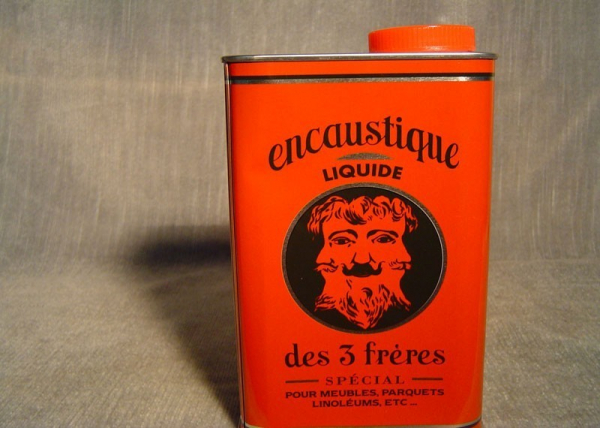 encaustique
LIQUIDE
des 3 frères
SPÉCIAL
POUR MEUBLES, PARQUETS
LINOLÉUMS, ETC ...